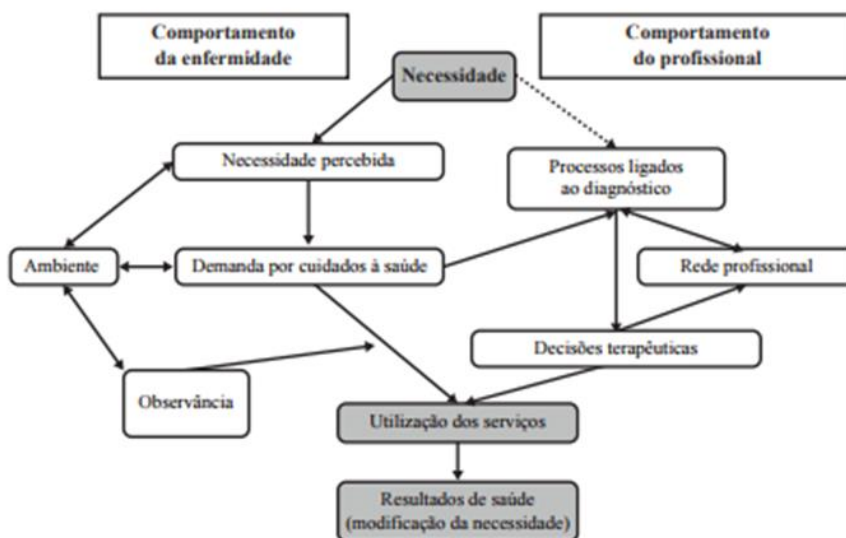 Comportamento
da enfermidade
Comportamento
do profissional
Necessidade
Necessidade percebida
Processos ligados
ao diagnóstico
Ambiente
Demanda por cuidados à saúde
Rede profissional
Decisões terapêuticas
Observância
Utilização dos serviços
Resultados de saúde
(modificação da necessidade)